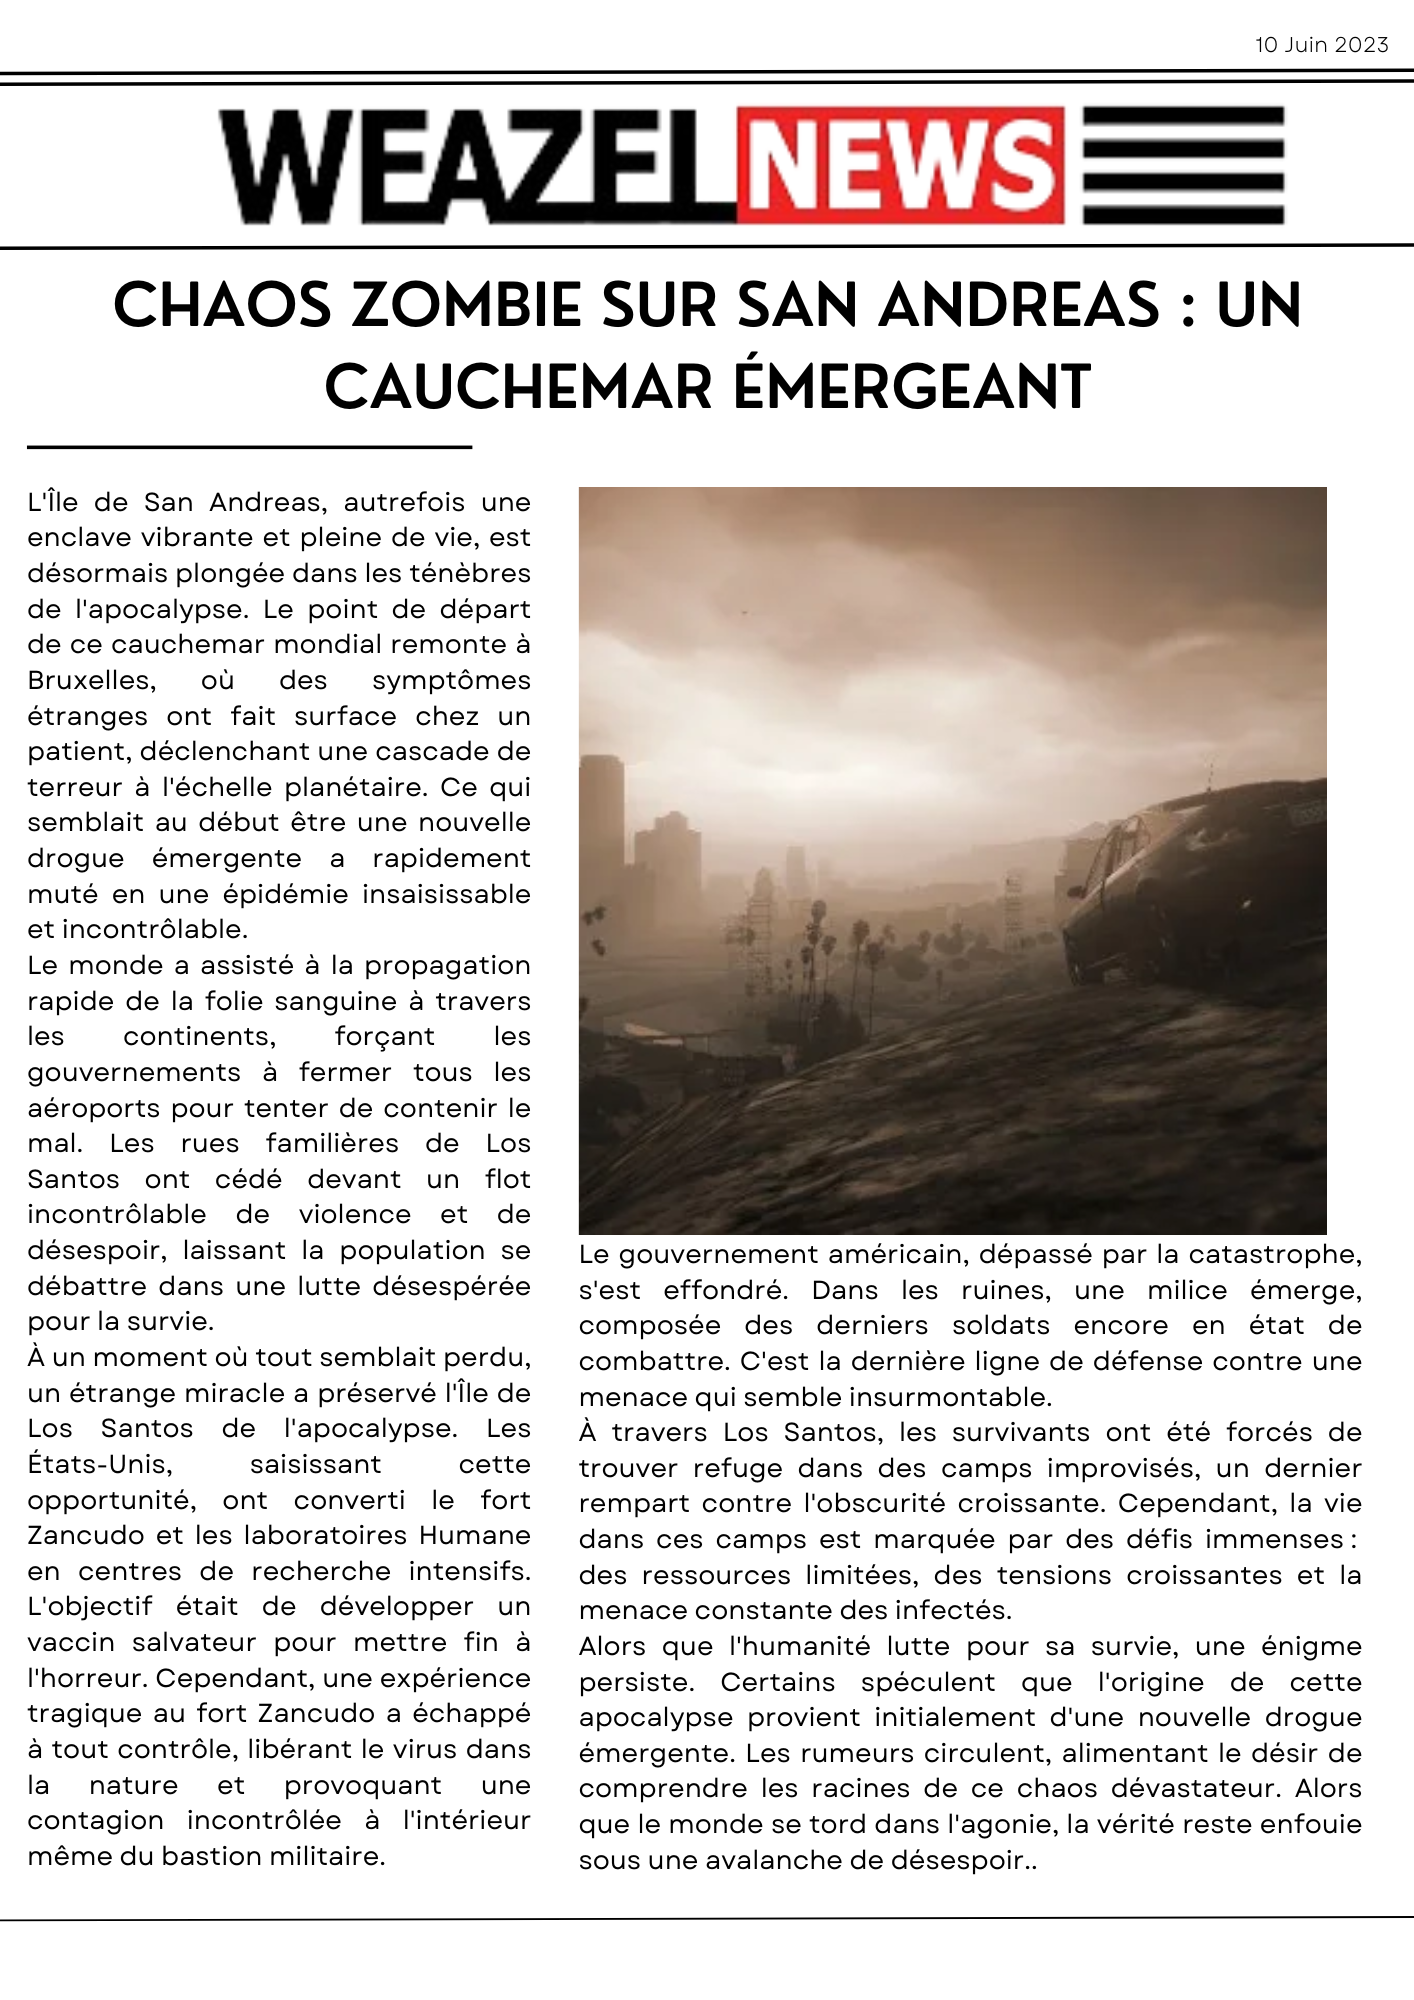 10 Juin 2023
WEAZEL NEWS
CHAOS ZOMBIE SUR SAN ANDREAS : UN
CAUCHEMAR ÉMERGEANT
L'Île de San Andreas, autrefois une
enclave vibrante et pleine de vie, est
désormais plongée dans les ténèbres
de l'apocalypse. Le point de départ
de ce cauchemar mondial remonte à
Bruxelles, où des symptômes
étranges ont fait surface chez un
patient, déclenchant une cascade de
terreur à l'échelle planétaire. Ce qui
semblait au début être une nouvelle
drogue émergente a rapidement
muté en une épidémie insaisissable
et incontrôlable.
Le monde a assisté à la propagation
rapide de la folie sanguine à travers
les continents, forçant les
gouvernements à fermer tous les
aéroports pour tenter de contenir le
mal. Les rues familières de Los
Santos ont cédé devant un flot
incontrôlable de violence et de
désespoir, laissant la population se
débattre dans une lutte désespérée
pour la survie.
À un moment où tout semblait perdu,
un étrange miracle a préservé l'Île de
Los Santos de l'apocalypse. Les
États-Unis, saisissant cette
opportunité, ont converti le fort
Zancudo et les laboratoires Humane
en centres de recherche intensifs.
L'objectif était de développer un
vaccin salvateur pour mettre fin à
l'horreur. Cependant, une expérience
tragique au fort Zancudo a échappé
à tout contrôle, libérant le virus dans
la nature et provoquant une
contagion incontrôlée à l'intérieur
même du bastion militaire.
Le gouvernement américain, dépassé par la catastrophe,
s'est effondré. Dans les ruines, une milice émerge,
composée des derniers soldats encore en état de
combattre. C'est la dernière ligne de défense contre une
menace qui semble insurmontable.
À travers Los Santos, les survivants ont été forcés de
trouver refuge dans des camps improvisés, un dernier
rempart contre l'obscurité croissante. Cependant, la vie
dans ces camps est marquée par des défis immenses :
des ressources limitées, des tensions croissantes et la
menace constante des infectés.
Alors que l'humanité lutte pour sa survie, une énigme
persiste. Certains spéculent que l'origine de cette
apocalypse provient initialement d'une nouvelle drogue
émergente. Les rumeurs circulent, alimentant le désir de
comprendre les racines de ce chaos dévastateur. Alors
que le monde se tord dans l'agonie, la vérité reste enfouie
sous une avalanche de désespoir..